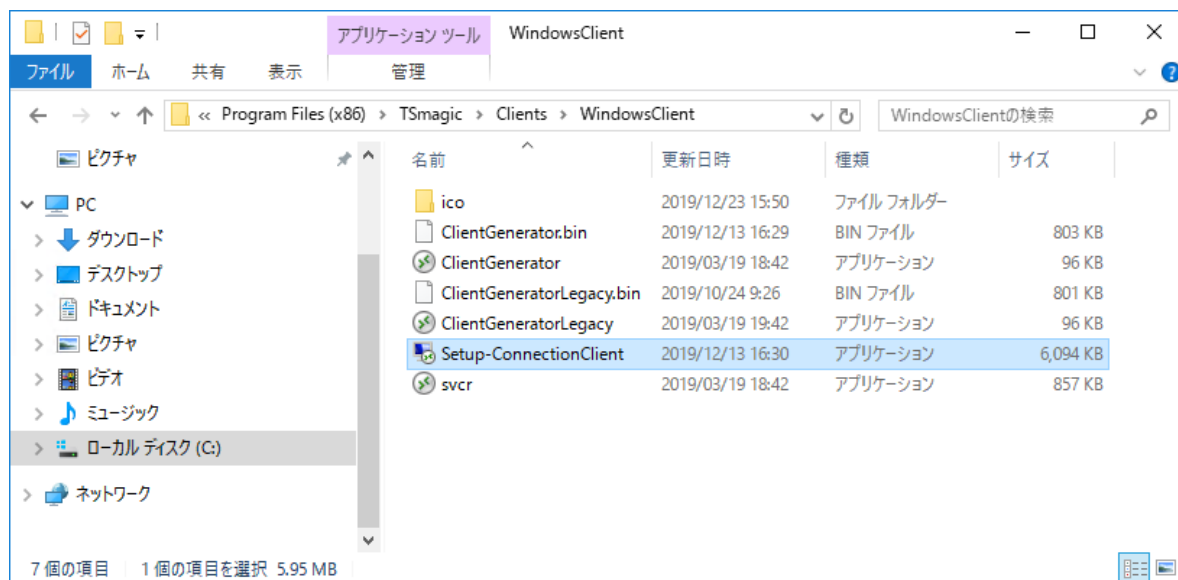 アプリケーション ツール WindowsClient
ファイル ホーム 共有 表示 管理
« Program Files (x86) > TSmagic > Clients > WindowsClient WindowsClientの検索
ピクチャ
PC
ダウンロード
デスクトップ
ドキュメント
ピクチャ
ビデオ
ミュージック
ローカル ディスク (C:)
ネットワーク
名前 更新日時 種類 サイズ
ico 2019/12/23 15:50 ファイル フォルダー
ClientGenerator.bin 2019/12/13 16:29 BIN ファイル 803 KB
ClientGenerator 2019/03/19 18:42 アプリケーション 96 KB
ClientGeneratorLegacy.bin 2019/10/24 9:26 BIN ファイル 801 KB
ClientGeneratorLegacy 2019/03/19 19:42 アプリケーション 96 KB
Setup-ConnectionClient 2019/12/13 16:30 アプリケーション 6,094 KB
svcr 2019/03/19 18:42 アプリケーション 857 KB
7 個の項目 1 個の項目を選択 5.95 MB